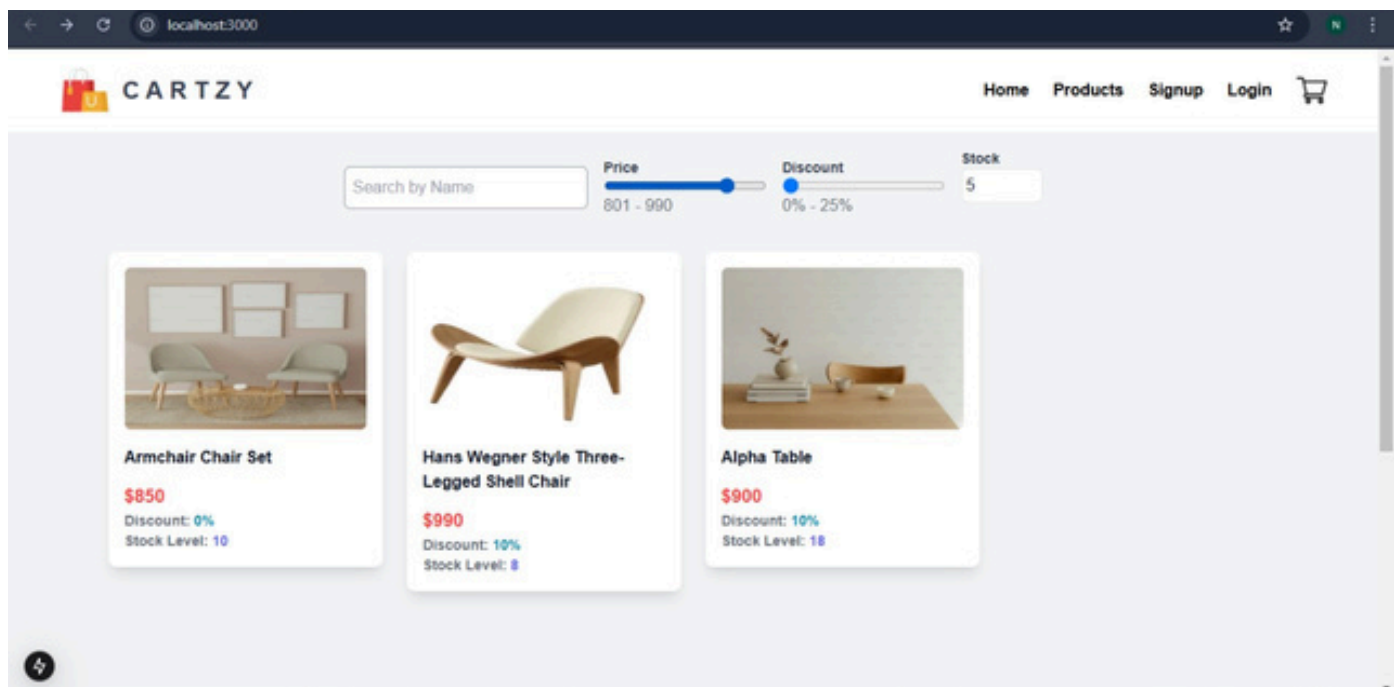 localhost:3000
N
U
CARTZY
Home Products Signup Login
Search by Name
Price
801 - 990
Discount
0% - 25%
Stock
5
Armchair Chair Set
$850
Discount: 0%
Stock Level: 10
Hans Wegner Style Three-
Legged Shell Chair
$990
Discount: 10%
Stock Level: 8
Alpha Table
$900
Discount: 10%
Stock Level: 18